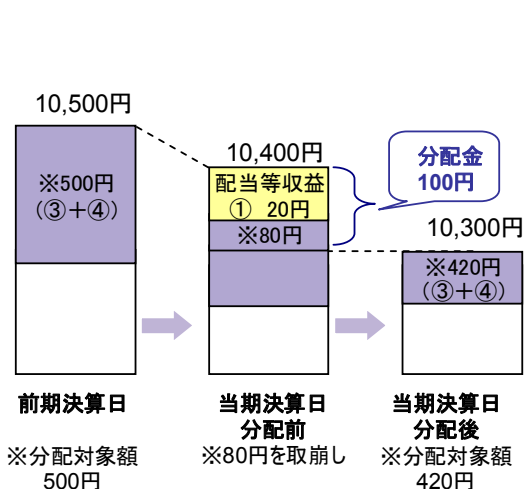 10,500円
※500円
(③+④)
前期決算日
※分配対象額
500円
10,400円
配当等収益
① 20円
※80円
当期決算日
分配前
※80円を取崩し
分配金
100円
10,300円
※420円
(③+④)
当期決算日
分配後
※分配対象額
420円